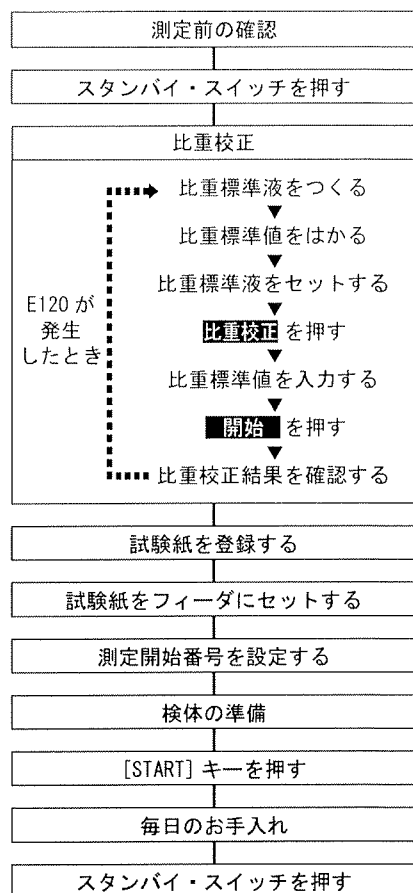 測定前の確認
スタンバイ・スイッチを押す
比重校正
比重標準液をつくる
比重標準値をはかる
比重標準液をセットする
比重校正 を押す
比重標準値を入力する
開始 を押す
比重校正結果を確認する
E120 が
発生
したとき
試験紙を登録する
試験紙をフィーダにセットする
測定開始番号を設定する
検体の準備
[START] キーを押す
毎日のお手入れ
スタンバイ・スイッチを押す